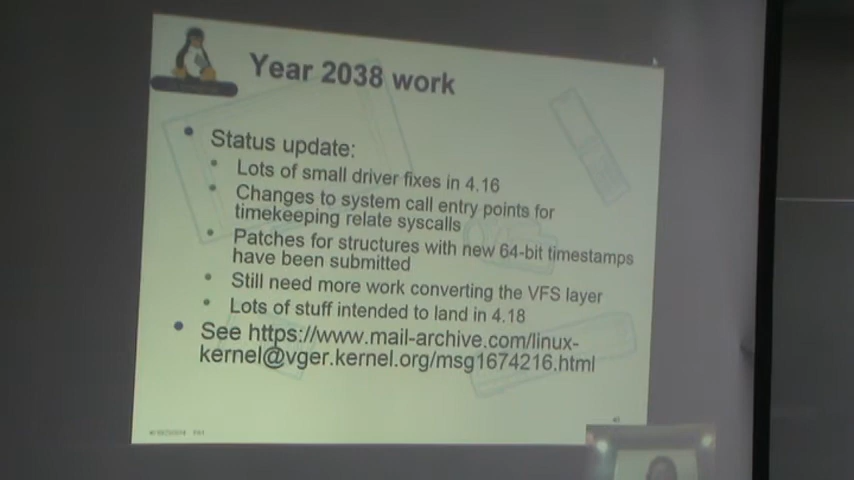 Year 2038 work
Status update:
Lots of small driver fixes in 4.16
Changes to system call entry points for
timekeeping relate syscalls
Patches for structures with new 64-bit timestamps
have been submitted
Still need more work converting the VFS layer
Lots of stuff intended to land in 4.18
See https://www.mail-archive.com/linux-
kernel@vger.kernel.org/msg1674216.html